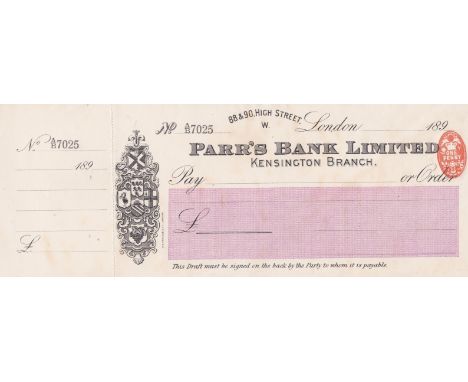 No A/B 7025
189
£
No A/B 7025
88 & 90, HIGH STREET, W.
London 189
PARR'S BANK LIMITED
KENSINGTON BRANCH.
Pay or Order
£
This Draft must be signed on the back by the Party to whom it is payable.
ONE PENNY